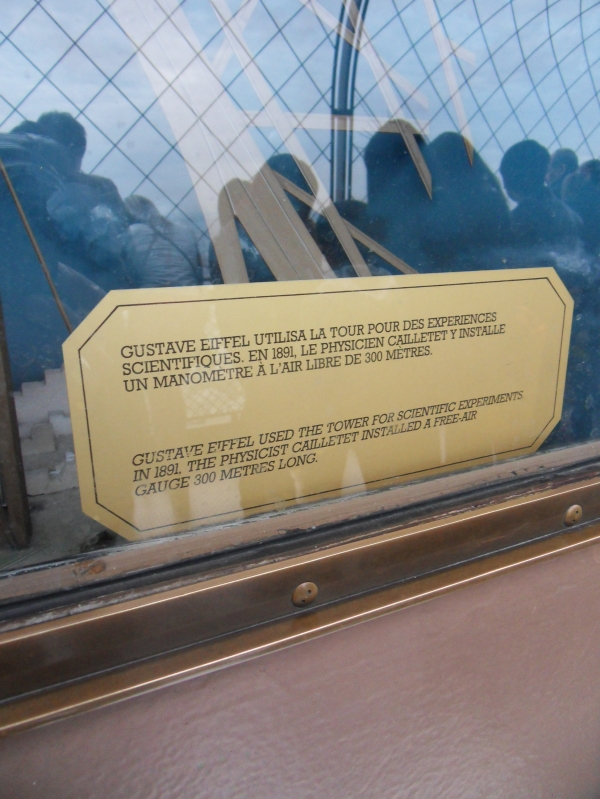 GUSTAVE EIFFEL UTILISA LA TOUR POUR DES EXPERIENCES
SCIENTIFIQUES. EN 1891, LE PHYSICIEN CAILLETET Y INSTALLE
UN MANOMÈTRE À L'AIR LIBRE DE 300 MÈTRES.
GUSTAVE EIFFEL USED THE TOWER FOR SCIENTIFIC EXPERIMENTS.
IN 1891. THE PHYSICIST CAILLETET INSTALLED A FREE-AIR
GAUGE 300 METRES LONG.